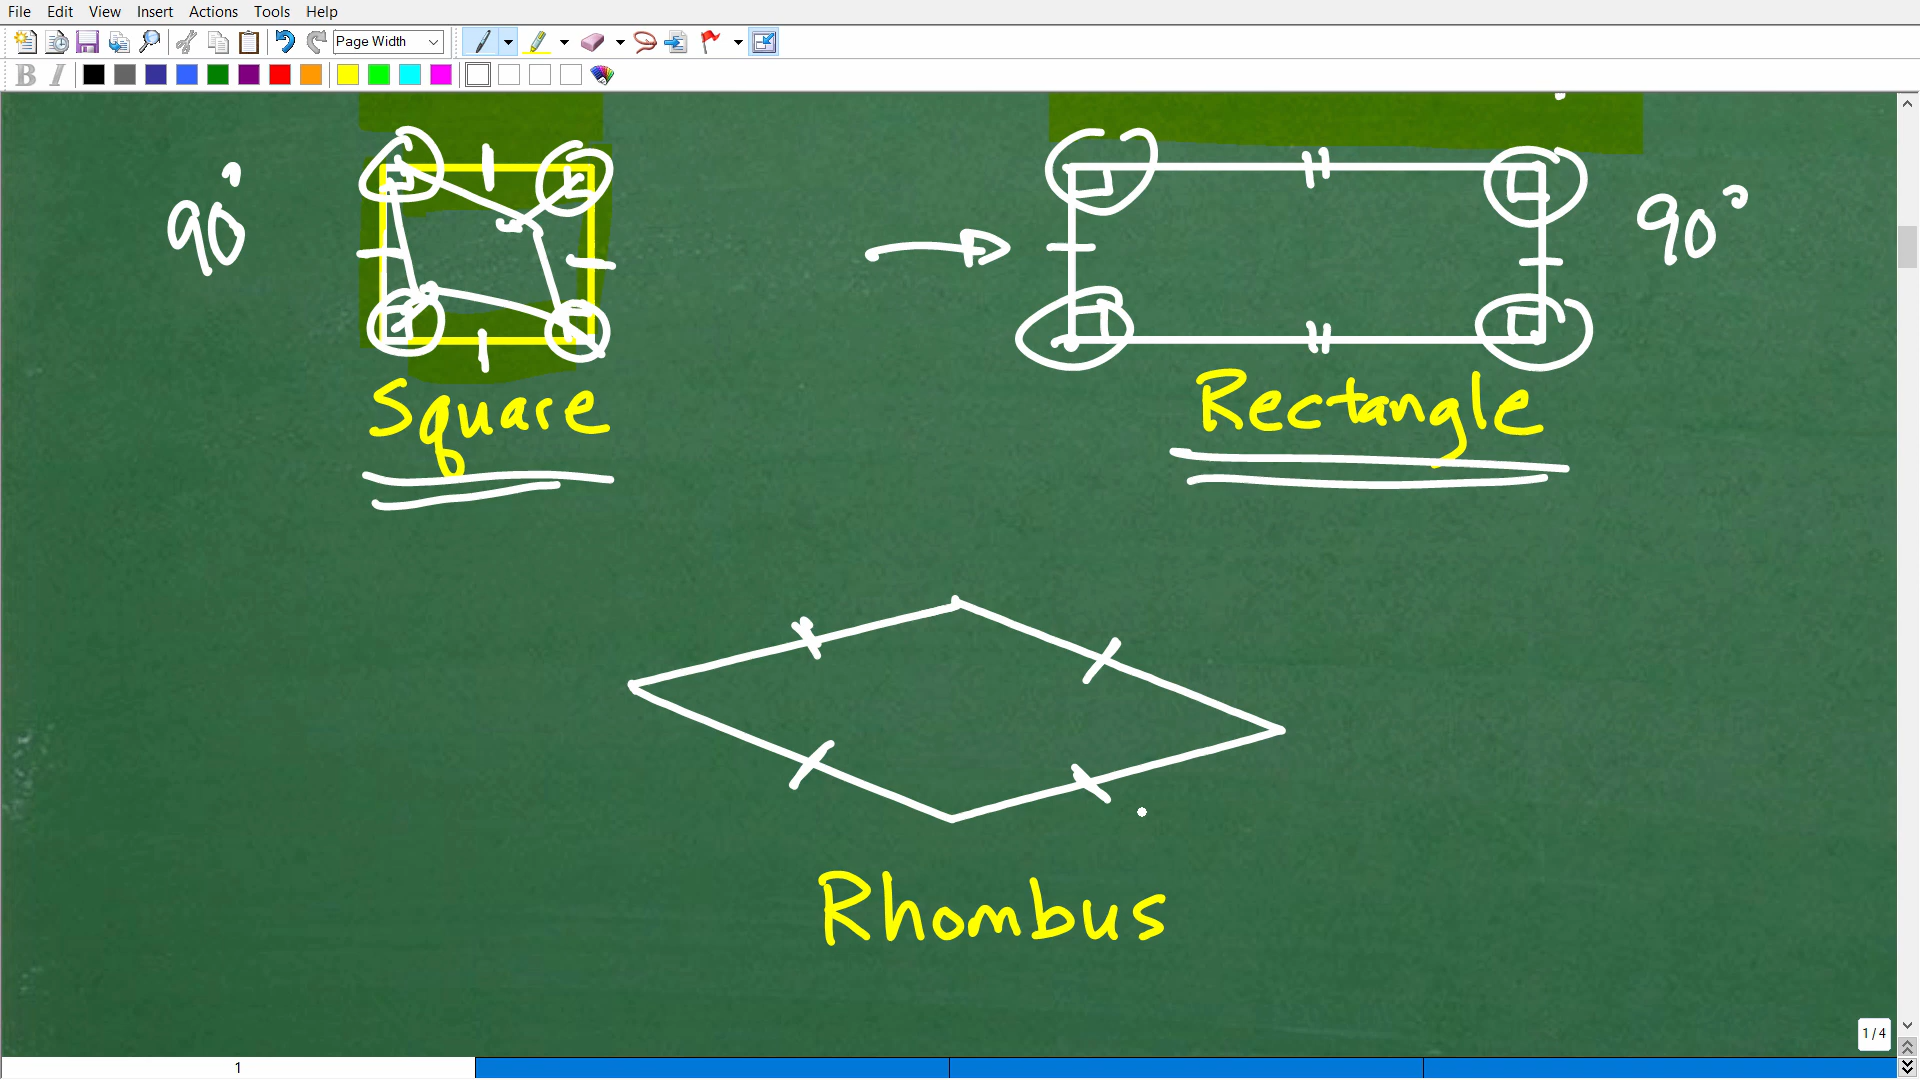 File Edit View Insert Actions Tools Help
Page Width
B I
90°
90°
Square
Rectangle
Rhombus
1 / 4
1